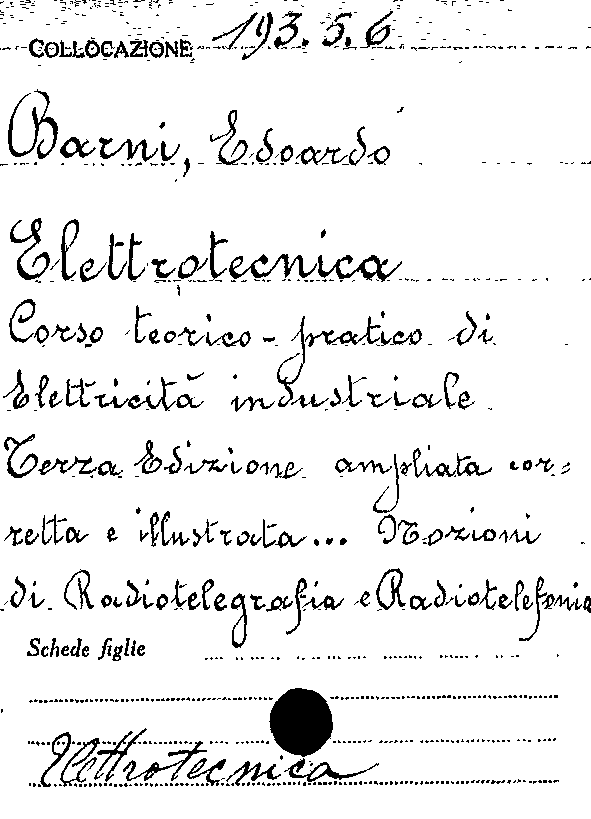 COLLOCAZIONE 193.5.6
Barni, Edoardo
Elettrotecnica
Corso teorico-pratico di
Elettricità industriale
Terza Edizione ampliata cor=
retta e illustrata... Nozioni
di Radiotelegrafia e Radiotelefonia
Schede figlie
Elettrotecnica